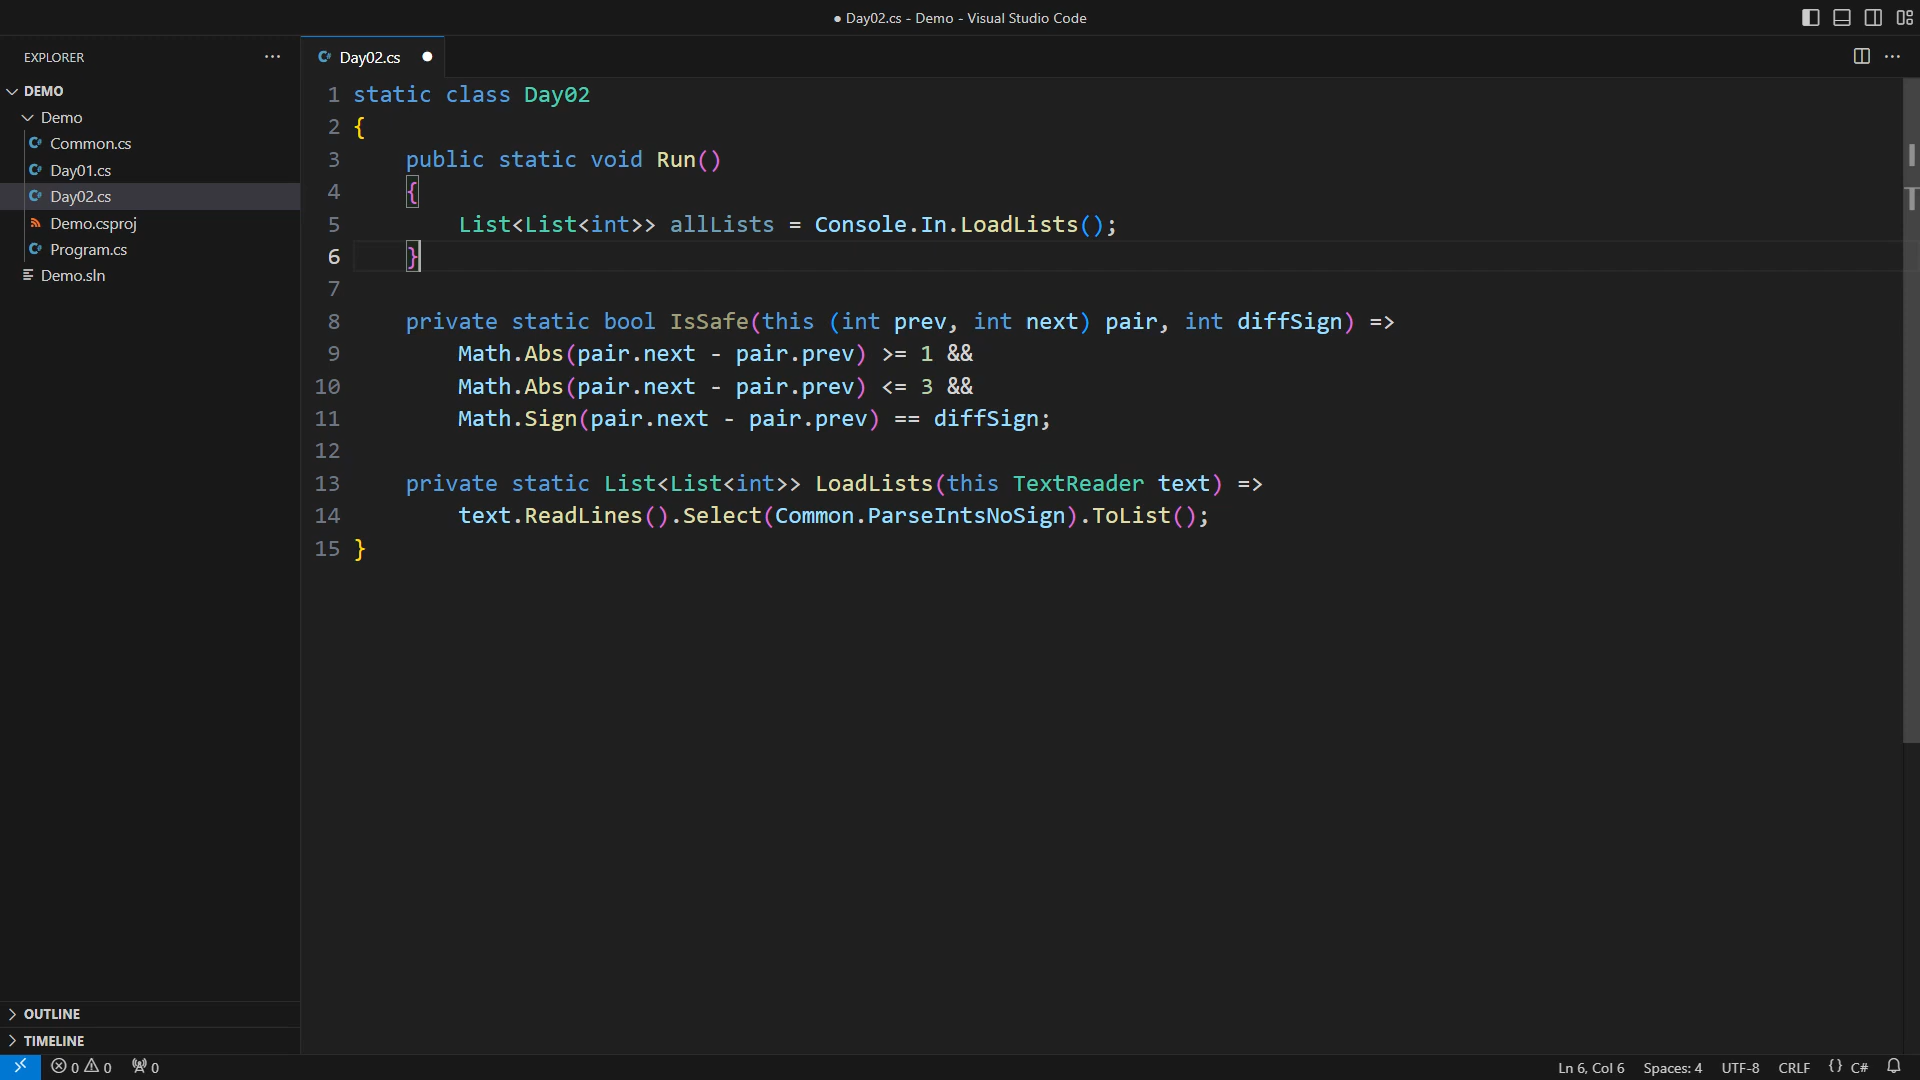 ● Day02.cs - Demo - Visual Studio Code
EXPLORER
DEMO
Demo
Common.cs
Day01.cs
Day02.cs
Demo.csproj
Program.cs
Demo.sln
OUTLINE
TIMELINE
Day02.cs
1 static class Day02
2 {
3     public static void Run()
4     {
5         List<List<int>> allLists = Console.In.LoadLists();
6     }
7
8     private static bool IsSafe(this (int prev, int next) pair, int diffSign) =>
9         Math.Abs(pair.next - pair.prev) >= 1 &&
10         Math.Abs(pair.next - pair.prev) <= 3 &&
11         Math.Sign(pair.next - pair.prev) == diffSign;
12
13     private static List<List<int>> LoadLists(this TextReader text) =>
14         text.ReadLines().Select(Common.ParseIntsNoSign).ToList();
15 }
0 0 0
Ln 6, Col 6 Spaces: 4 UTF-8 CRLF {} C#